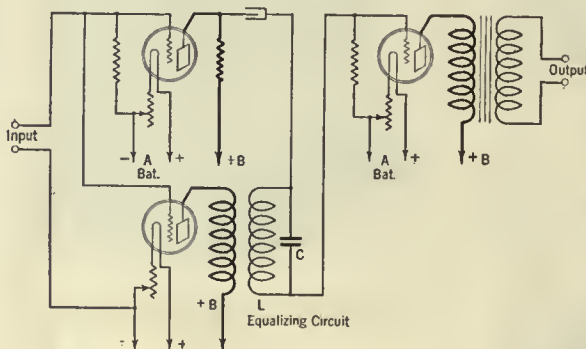 Input
- A +
Bat.
+B
- A +
Bat.
+B
Output
- +
+B
L
C
Equalizing Circuit